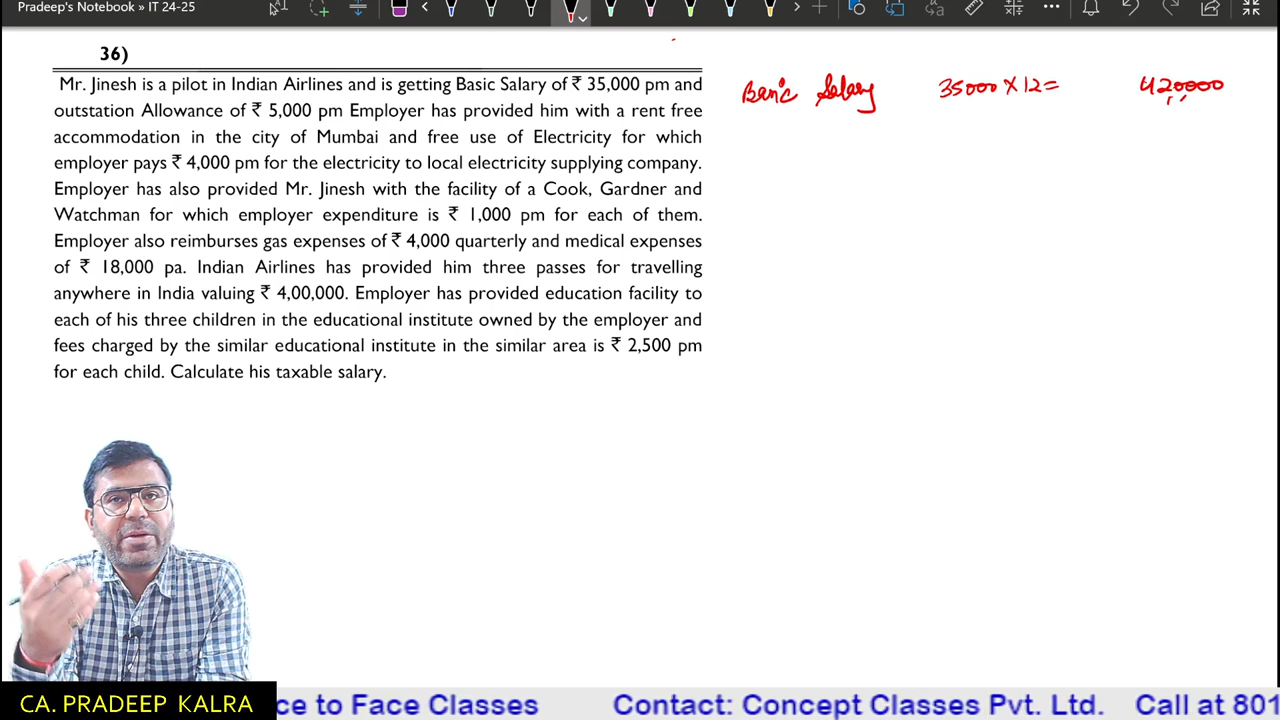 Pradeep's Notebook » IT 24-25
36)
Mr. Jinesh is a pilot in Indian Airlines and is getting Basic Salary of ₹ 35,000 pm and
outstation Allowance of ₹ 5,000 pm Employer has provided him with a rent free
accommodation in the city of Mumbai and free use of Electricity for which
employer pays ₹ 4,000 pm for the electricity to local electricity supplying company.
Employer has also provided Mr. Jinesh with the facility of a Cook, Gardner and
Watchman for which employer expenditure is ₹ 1,000 pm for each of them.
Employer also reimburses gas expenses of ₹ 4,000 quarterly and medical expenses
of ₹ 18,000 pa. Indian Airlines has provided him three passes for travelling
anywhere in India valuing ₹ 4,00,000. Employer has provided education facility to
each of his three children in the educational institute owned by the employer and
fees charged by the similar educational institute in the similar area is ₹ 2,500 pm
for each child. Calculate his taxable salary.
Basic Salary 35000 X 12 = 420000
CA. PRADEEP KALRA
ce to Face Classes Contact: Concept Classes Pvt. Ltd. Call at 801